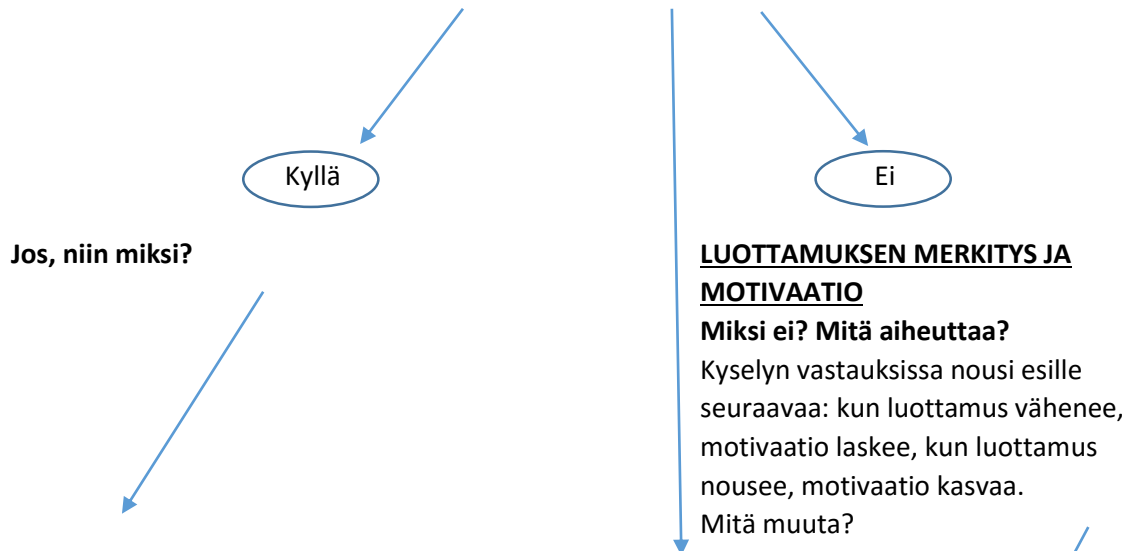 Kyllä
Ei
Jos, niin miksi?
LUOTTAMUKSEN MERKITYS JA
MOTIVAATIO
Miksi ei? Mitä aiheuttaa?
Kyselyn vastauksissa nousi esille
seuraavaa: kun luottamus vähenee,
motivaatio laskee, kun luottamus
nousee, motivaatio kasvaa.
Mitä muuta?